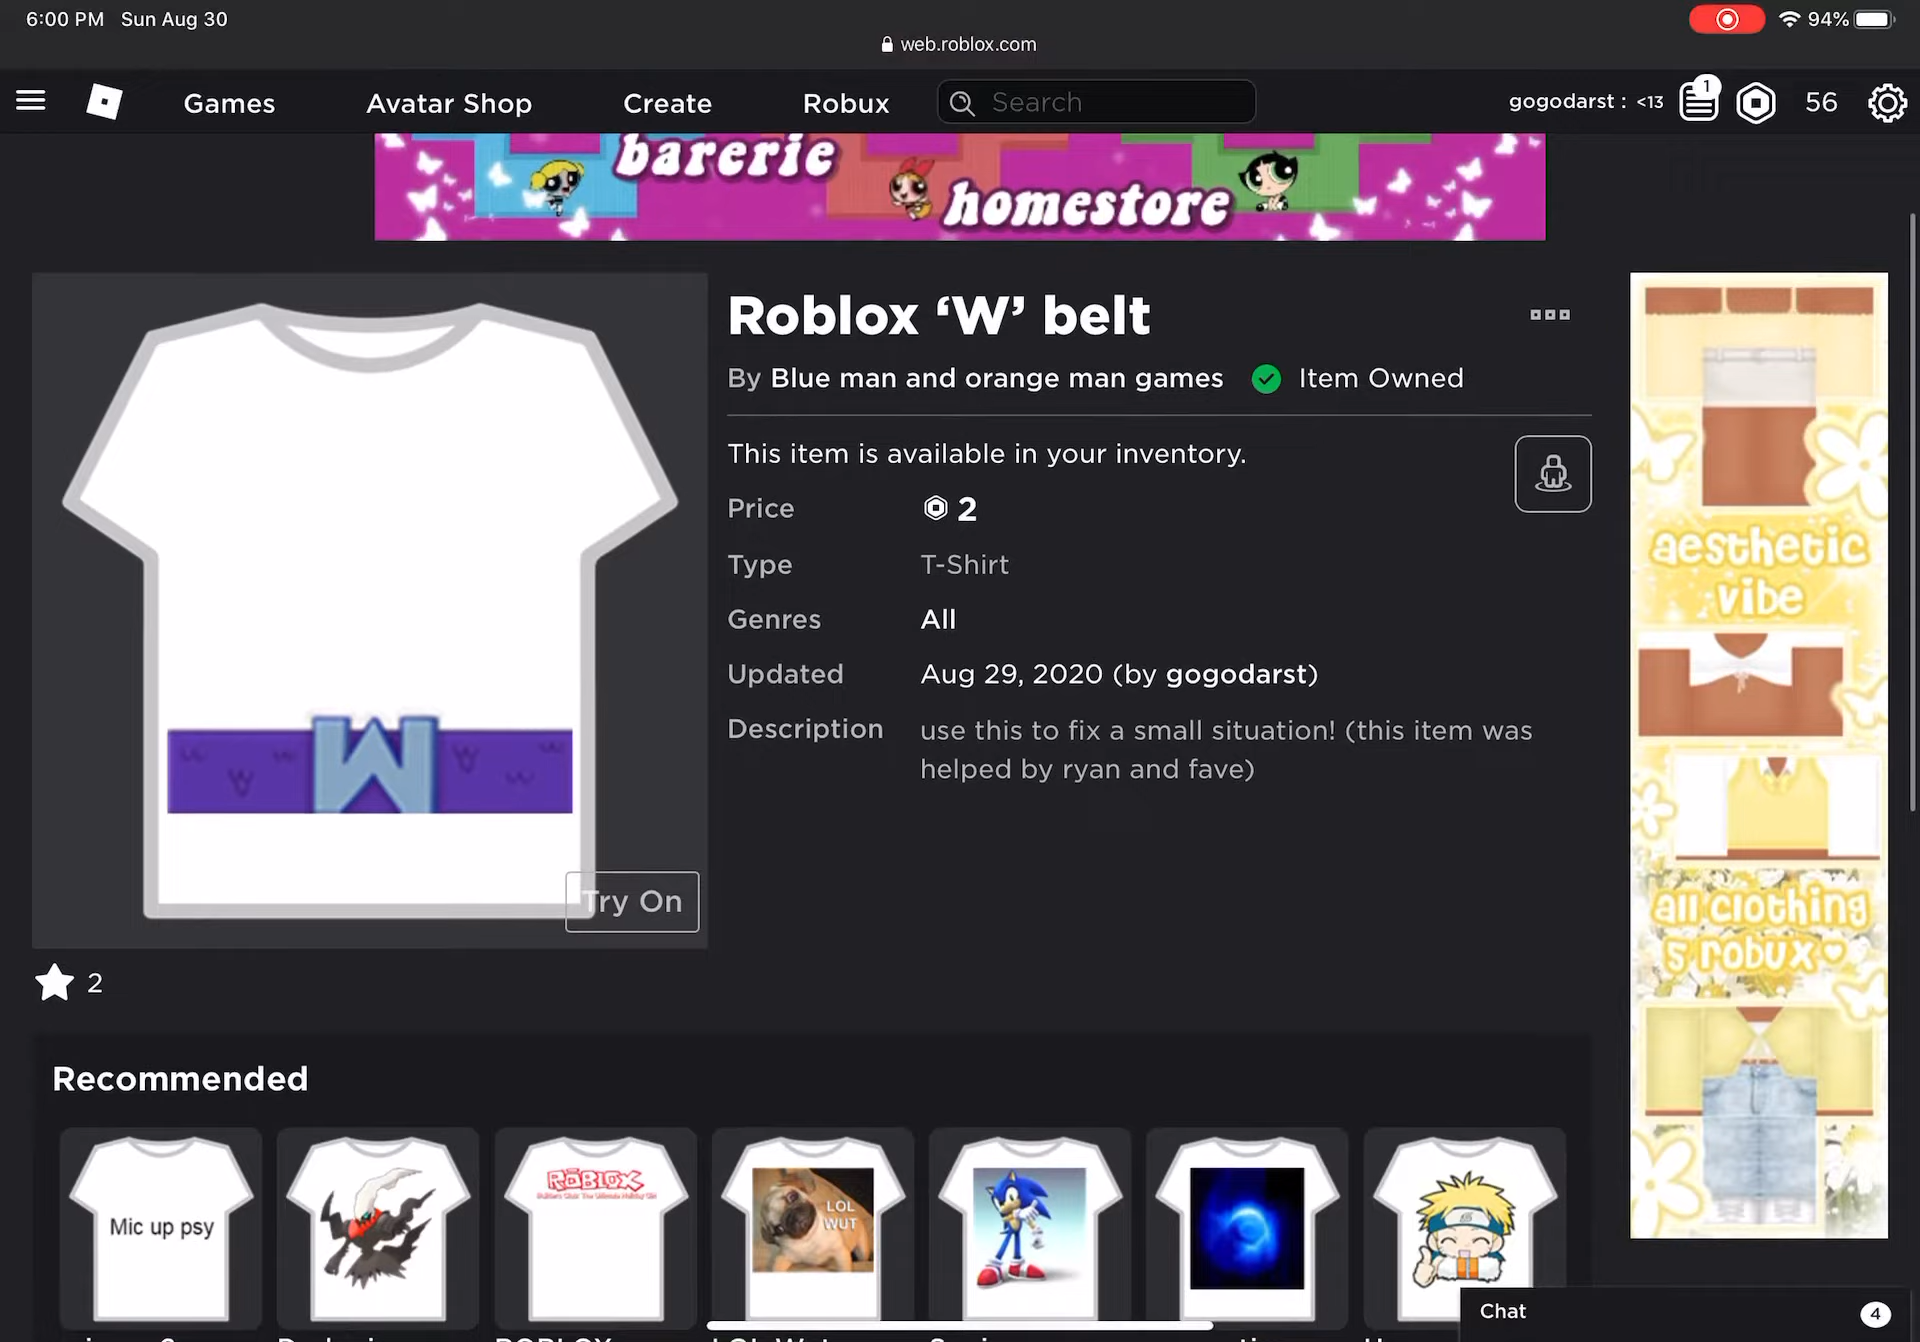 6:00 PM Sun Aug 30
94%
web.roblox.com
Games
Avatar Shop
Create
Robux
Search
gogodarst : <13
1
56
barerie
homestore
Roblox ‘W’ belt
By Blue man and orange man games Item Owned
This item is available in your inventory.
Price 2
Type T-Shirt
Genres All
Updated Aug 29, 2020 (by gogodarst)
Description use this to fix a small situation! (this item was
helped by ryan and fave)
W
Try On
2
aesthetic
vibe
all clothing
5 robux
Recommended
Mic up psy
ROBLOX
LOL
WUT
Chat
4